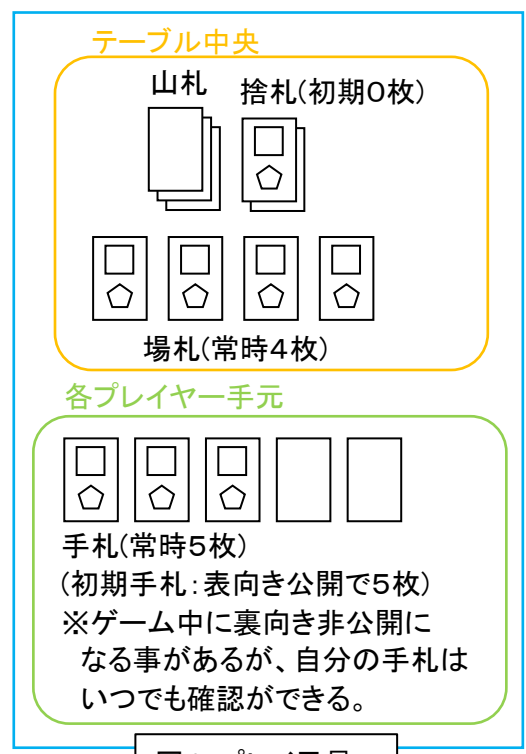 テーブル中央
山札
捨札(初期0枚)
場札(常時4枚)
各プレイヤー手元
手札(常時5枚)
(初期手札:表向き公開で5枚)
※ゲーム中に裏向き非公開に
なる事があるが、自分の手札は
いつでも確認ができる。